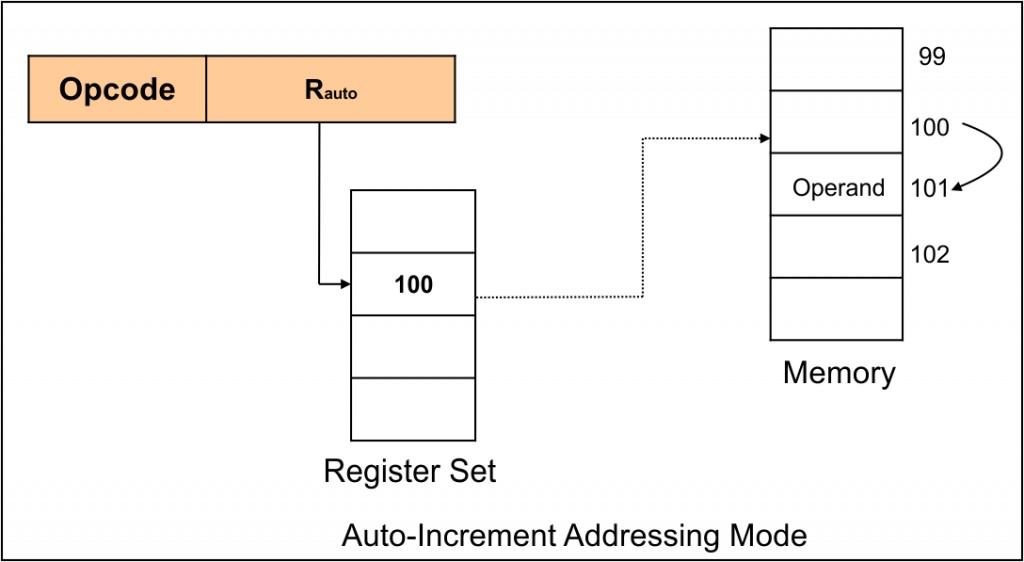 Opcode
Rauto
99
100
Operand
101
102
100
Memory
Register Set
Auto-Increment Addressing Mode